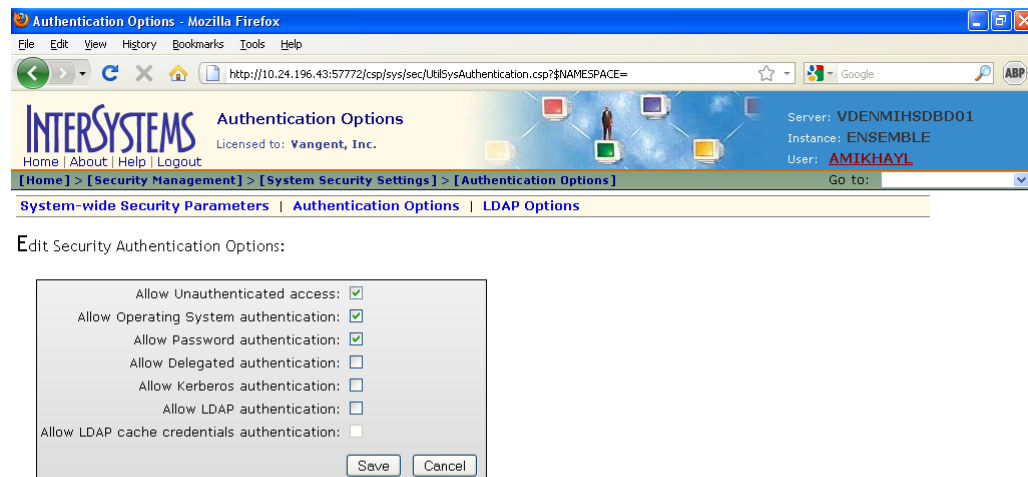 Authentication Options - Mozilla Firefox
File Edit View History Bookmarks Tools Help
http://10.24.196.43:57772/csp/sys/sec/UtilSysAuthentication.csp?$NAMESPACE=
Google
ABP
INTERSYSTEMS
Authentication Options
Licensed to: Vangent, Inc.
Home | About | Help | Logout
Server: VDENMIHSDBD01
Instance: ENSEMBLE
User: AMIKHAYL
[Home] > [Security Management] > [System Security Settings] > [Authentication Options]
Go to:
System-wide Security Parameters | Authentication Options | LDAP Options
Edit Security Authentication Options:
Allow Unauthenticated access:
Allow Operating System authentication:
Allow Password authentication:
Allow Delegated authentication:
Allow Kerberos authentication:
Allow LDAP authentication:
Allow LDAP cache credentials authentication:
Save Cancel